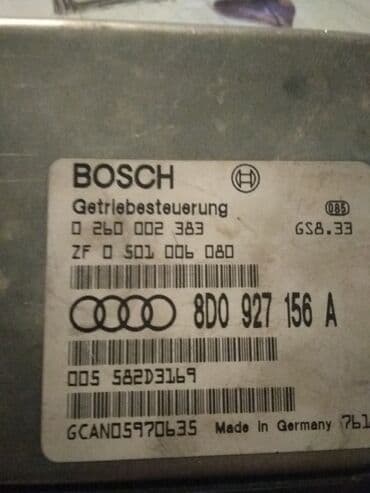 BOSCH
Getriebesteuerung 085
0 260 002 383 GS8.33
ZF 0 501 006 080
8D0 927 156 A
005 582D3169
GCAN05970635 Made in Germany 761